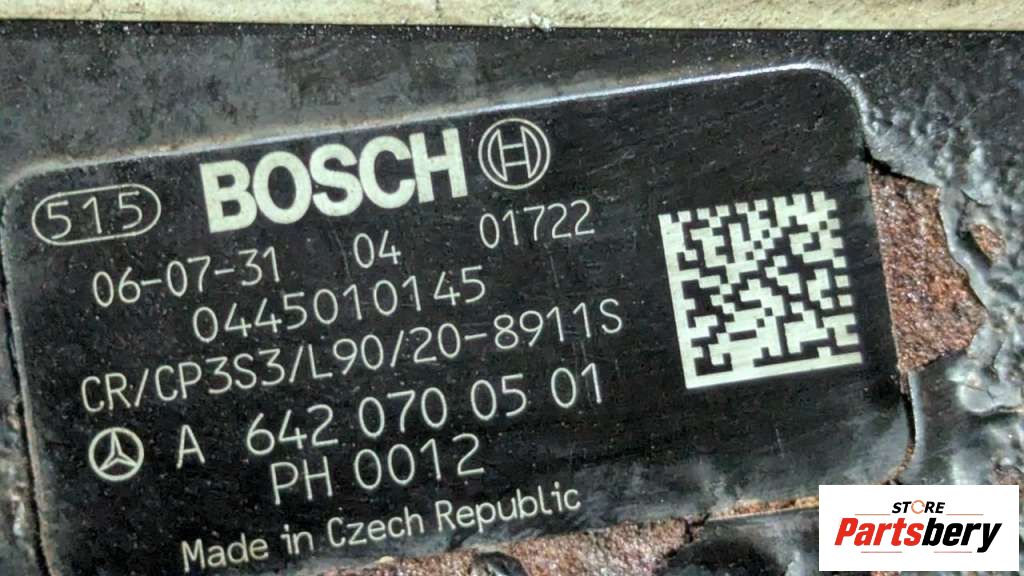 515 BOSCH
06-07-31 04 01722
0445010145
CR/CP3S3/L90/20-8911S
A 642 070 05 01
PH 0012
Made in Czech Republic
STORE
Partsbery